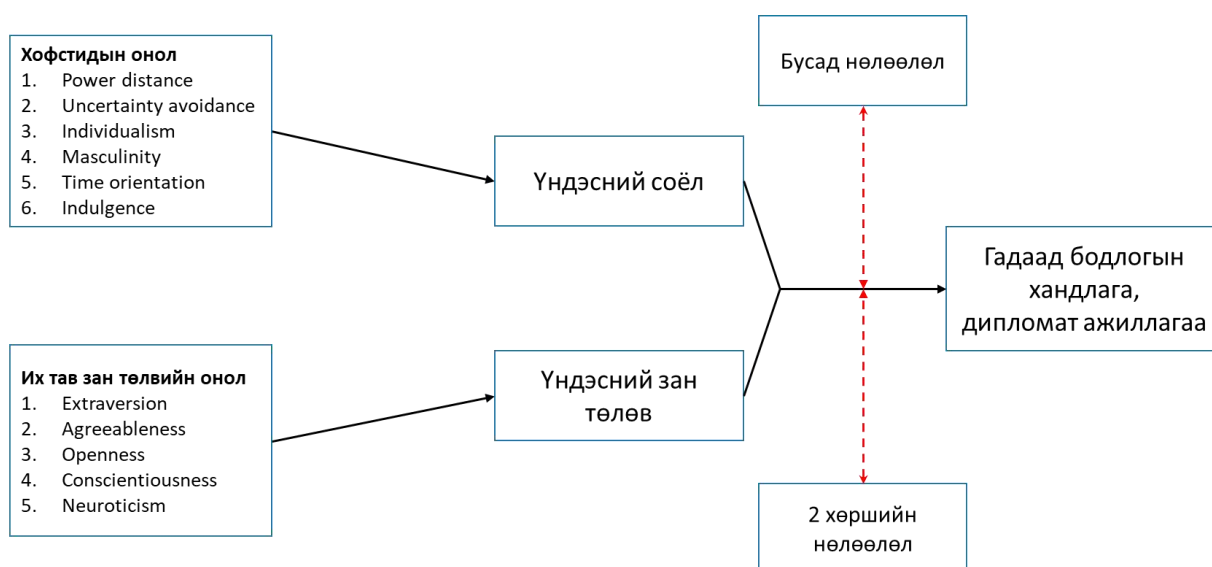 Хофстидын онол
1. Power distance
2. Uncertainty avoidance
3. Individualism
4. Masculinity
5. Time orientation
6. Indulgence
Бусад нөлөөлөл
Үндэсний соёл
Гадаад бодлогын
хандлага,
дипломат ажиллагаа
Их тав зан төлвийн онол
1. Extraversion
2. Agreeableness
3. Openness
4. Conscientiousness
5. Neuroticism
Үндэсний зан
төлөв
2 хөршийн
нөлөөлөл